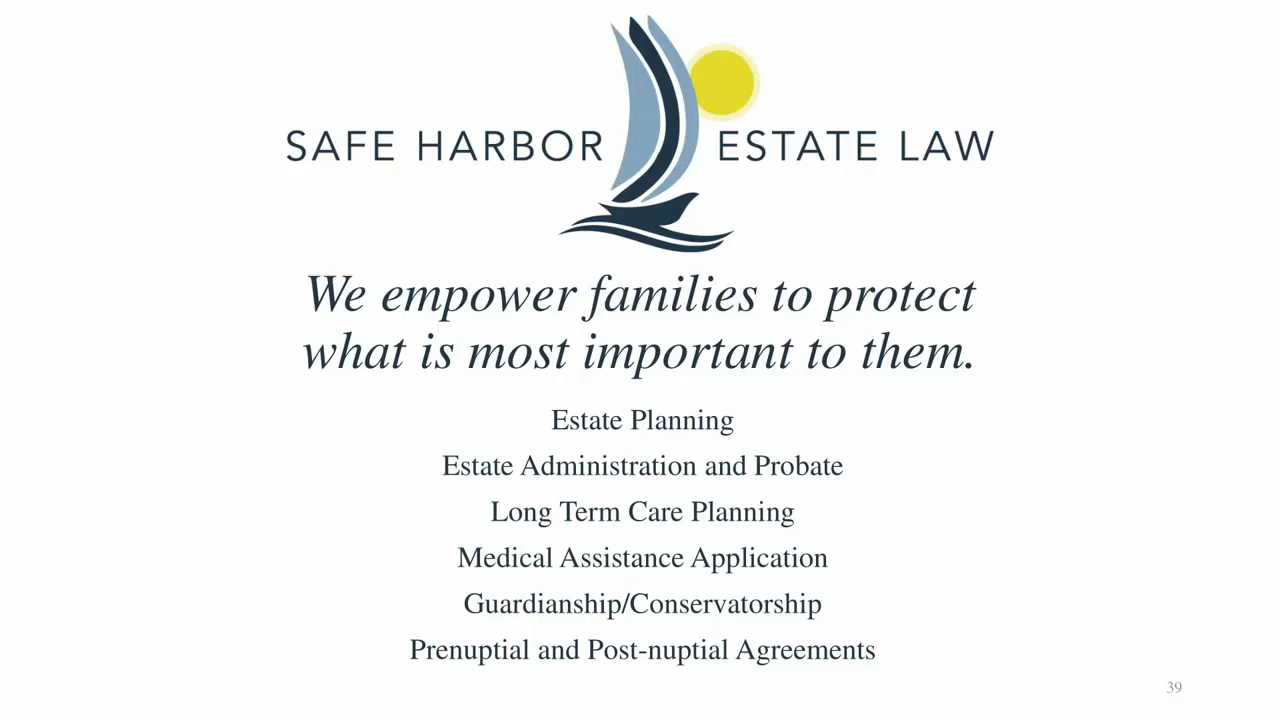 SAFE HARBOR ESTATE LAW
We empower families to protect
what is most important to them.
Estate Planning
Estate Administration and Probate
Long Term Care Planning
Medical Assistance Application
Guardianship/Conservatorship
Prenuptial and Post-nuptial Agreements
39